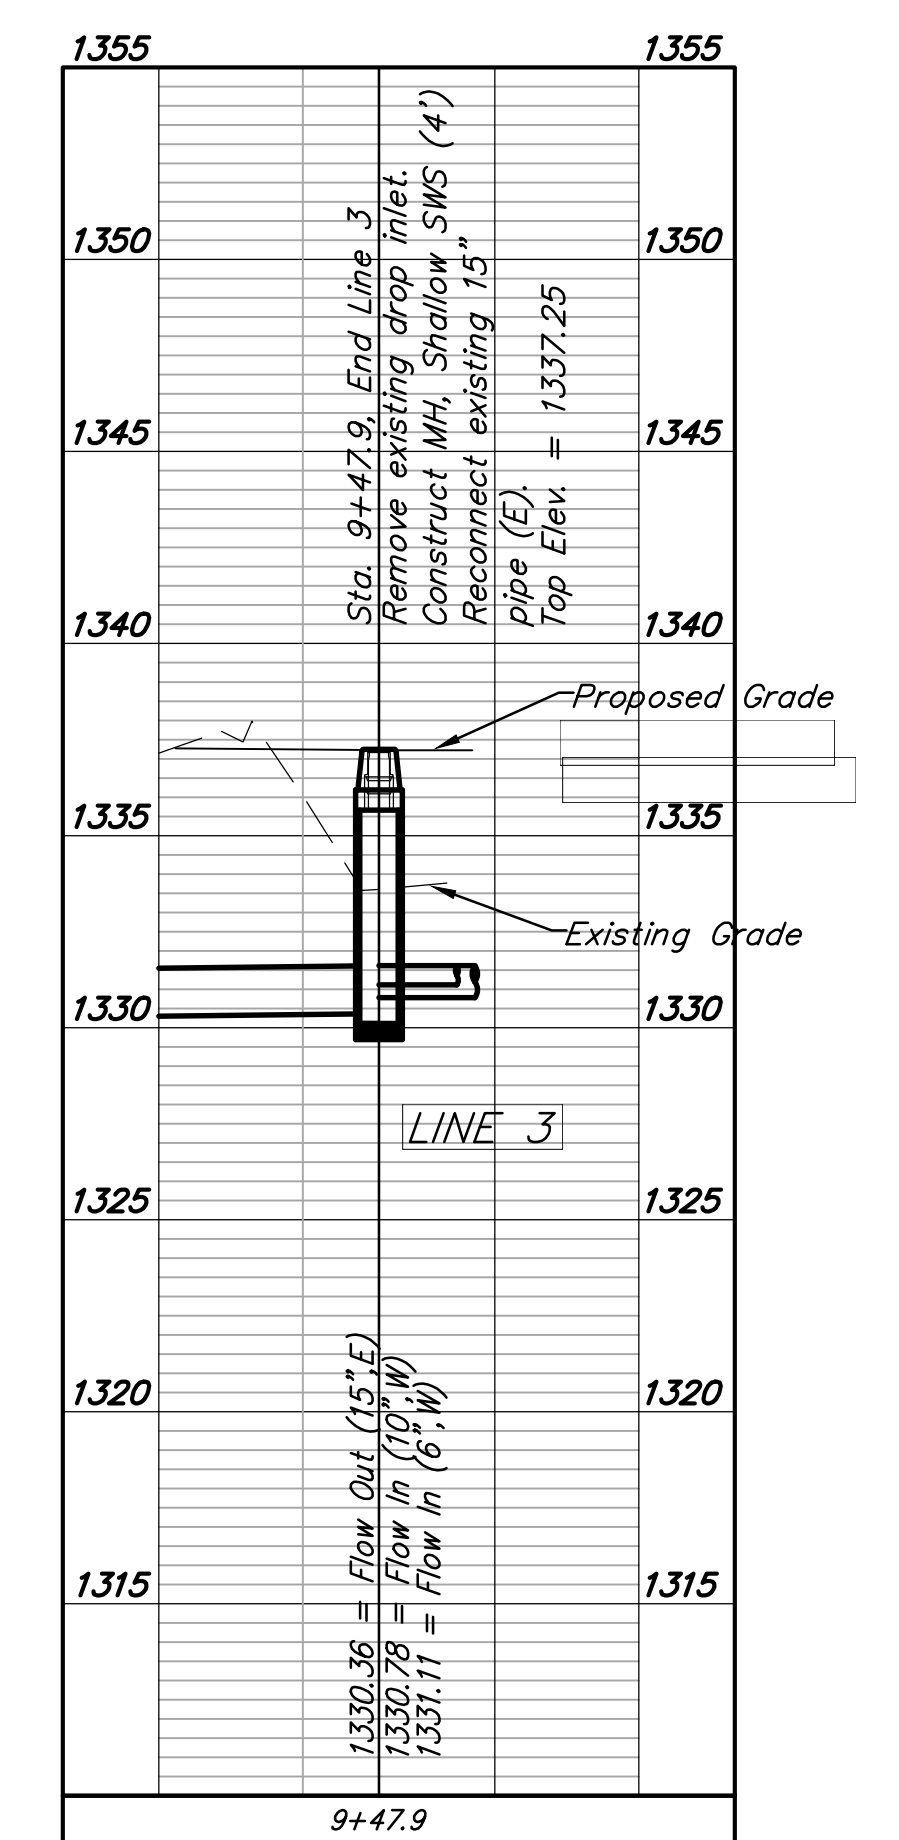 1355 1355
1350 1350
1345 1345
1340 1340
1335 1335
1330 1330
1325 1325
1320 1320
1315 1315
Sta. 9+47.9, End Line 3
Remove existing drop inlet.
Construct MH, Shallow SWS (4')
Reconnect existing 15"
pipe (E).
Top Elev. = 1337.25
Proposed Grade
Existing Grade
LINE 3
1330.36 = Flow Out (15",E)
1330.78 = Flow In (10",W)
1331.11 = Flow In (6",W)
9+47.9